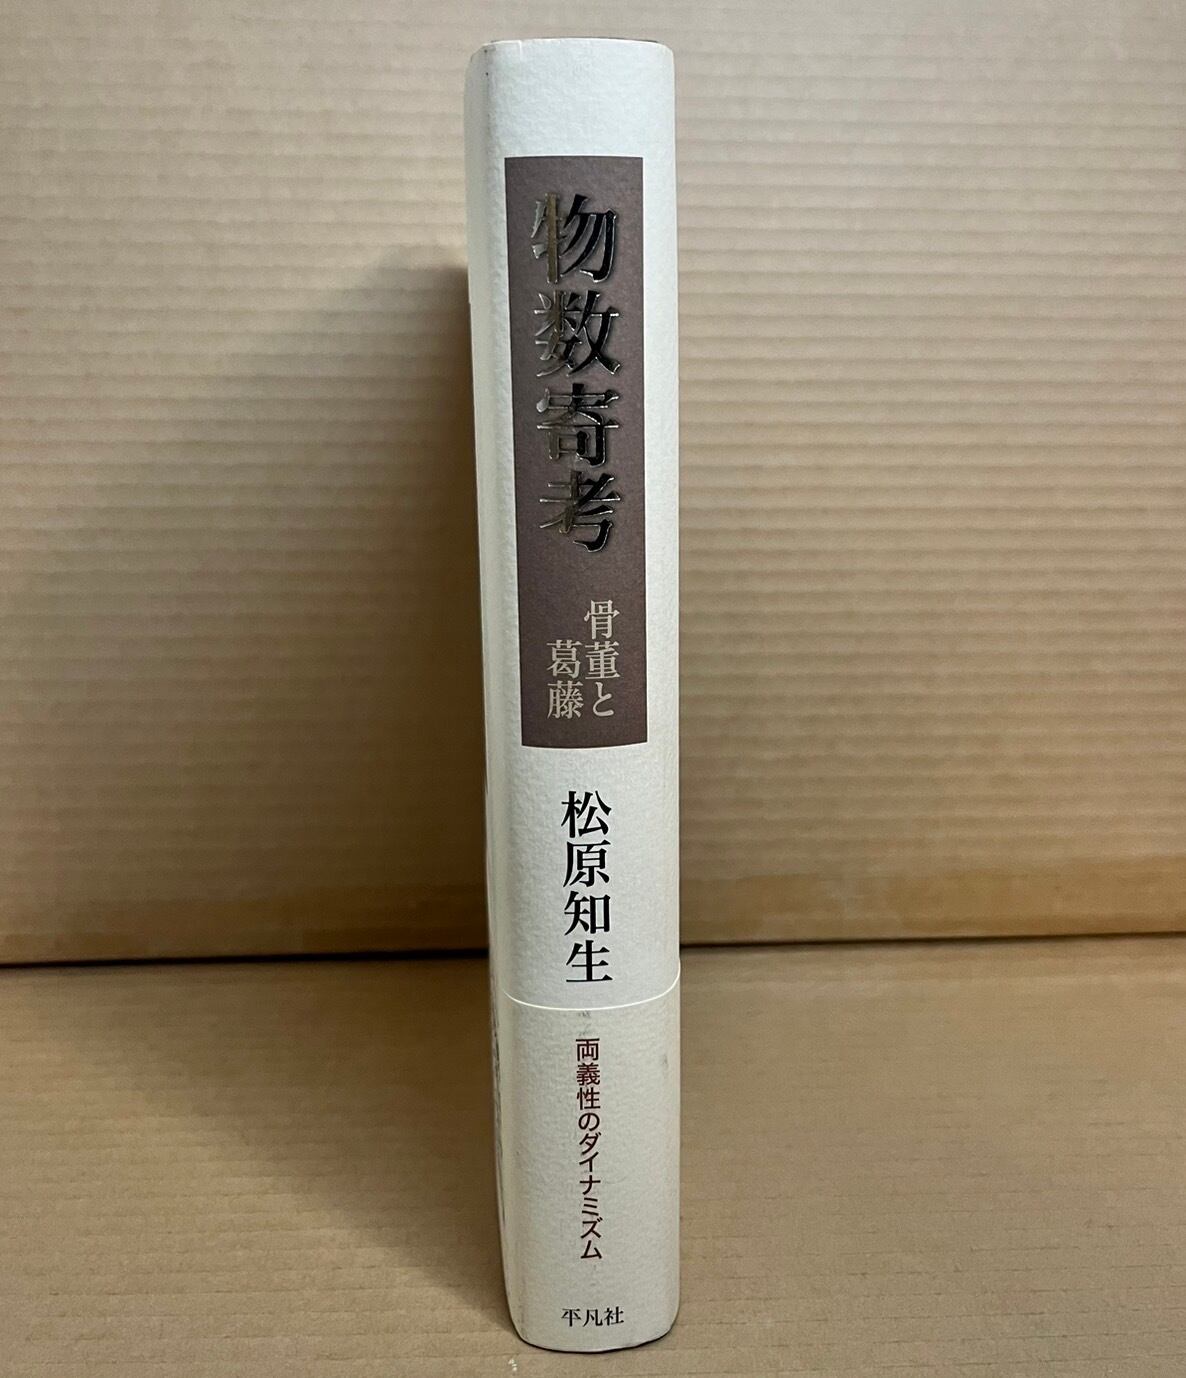 物数寄考
骨董と
葛藤
松原知生
両義性のダイナミズム
平凡社